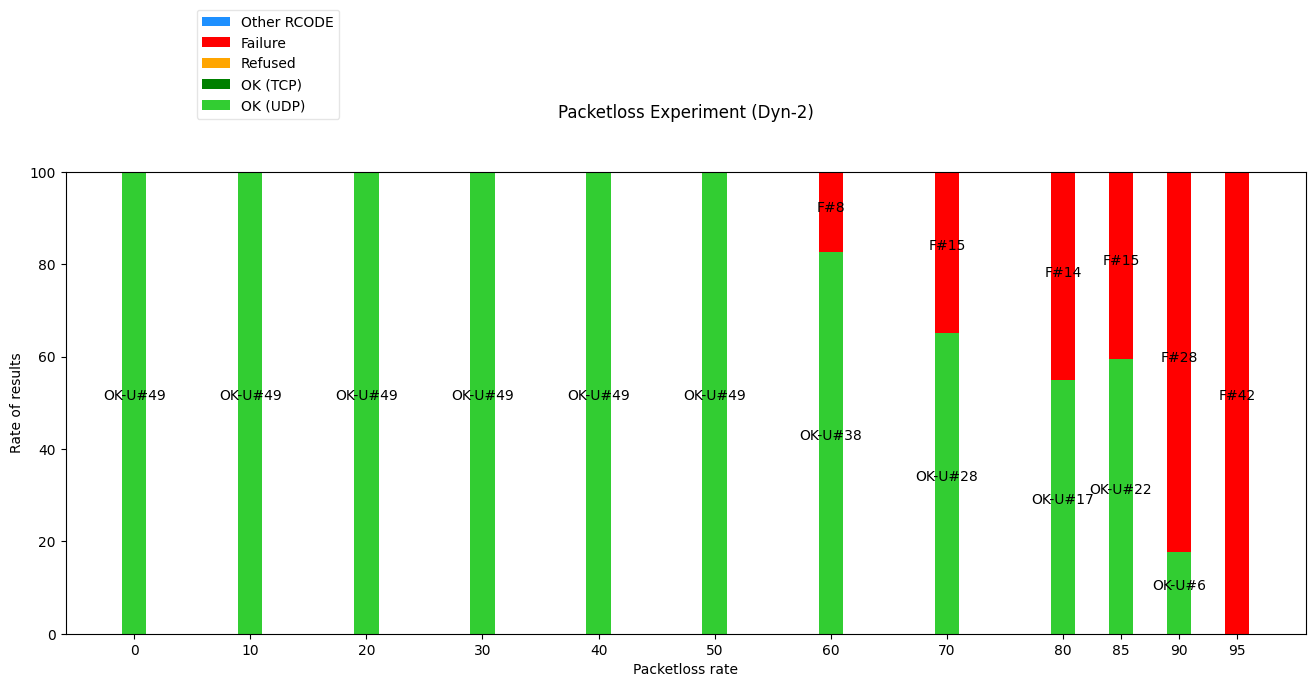 Other RCODE
Failure
Refused
OK (TCP)
OK (UDP)
Packetloss Experiment (Dyn-2)
Rate of results
100
80
60
40
20
0
OK-U#49
OK-U#49
OK-U#49
OK-U#49
OK-U#49
OK-U#49
F#8
OK-U#38
F#15
OK-U#28
F#14
OK-U#17
F#15
OK-U#22
F#28
OK-U#6
F#42
0 10 20 30 40 50 60 70 80 85 90 95
Packetloss rate